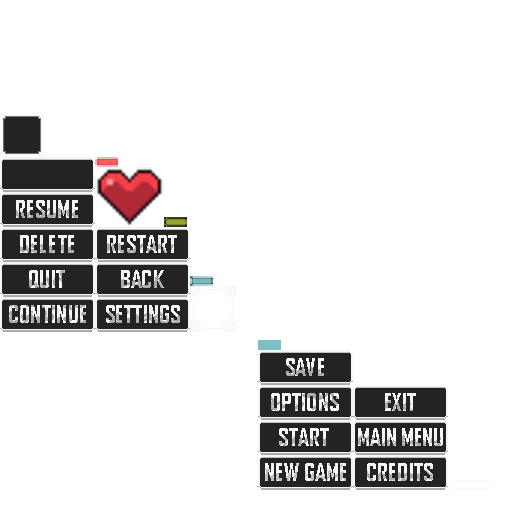 RESUME
DELETE
RESTART
QUIT
BACK
CONTINUE
SETTINGS
SAVE
OPTIONS
EXIT
START
MAIN MENU
NEW GAME
CREDITS